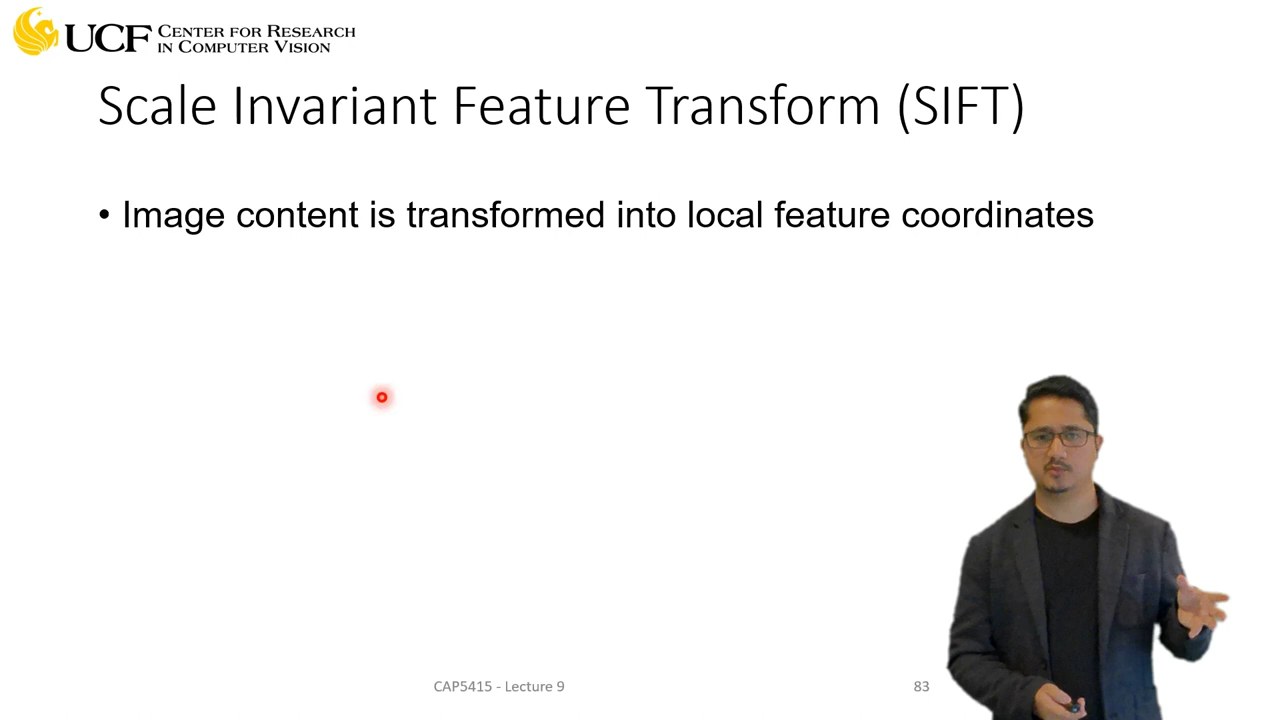 UCF CENTER FOR RESEARCH
IN COMPUTER VISION
Scale Invariant Feature Transform (SIFT)
• Image content is transformed into local feature coordinates
CAP5415 - Lecture 9
83